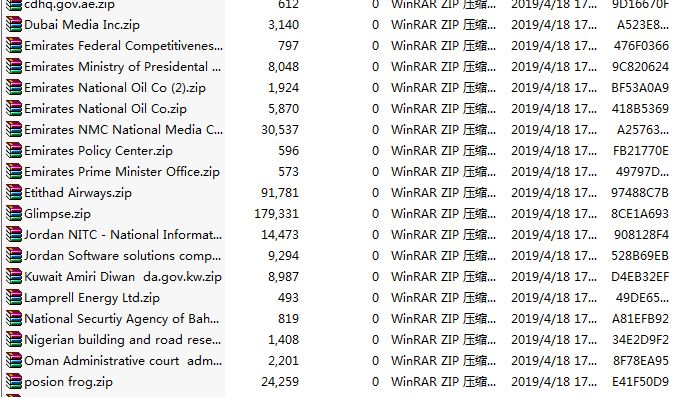 cdhq.gov.ae.zip 612 0 WinRAR ZIP 压缩... 2019/4/18 17... 9D16670F
Dubai Media Inc.zip 3,140 0 WinRAR ZIP 压缩... 2019/4/18 17... A523E8...
Emirates Federal Competitivenes... 797 0 WinRAR ZIP 压缩... 2019/4/18 17... 476F0366
Emirates Ministry of Presidental ... 8,048 0 WinRAR ZIP 压缩... 2019/4/18 17... 9C820624
Emirates National Oil Co (2).zip 1,924 0 WinRAR ZIP 压缩... 2019/4/18 17... BF53A0A9
Emirates National Oil Co.zip 5,870 0 WinRAR ZIP 压缩... 2019/4/18 17... 418B5369
Emirates NMC National Media C... 30,537 0 WinRAR ZIP 压缩... 2019/4/18 17... A25763...
Emirates Policy Center.zip 596 0 WinRAR ZIP 压缩... 2019/4/18 17... FB21770E
Emirates Prime Minister Office.zip 573 0 WinRAR ZIP 压缩... 2019/4/18 17... 49797D...
Etithad Airways.zip 91,781 0 WinRAR ZIP 压缩... 2019/4/18 17... 97488C7B
Glimpse.zip 179,331 0 WinRAR ZIP 压缩... 2019/4/18 17... 8CE1A693
Jordan NITC - National Informat... 14,473 0 WinRAR ZIP 压缩... 2019/4/18 17... 908128F4
Jordan Software solutions comp... 9,294 0 WinRAR ZIP 压缩... 2019/4/18 17... 528B69EB
Kuwait Amiri Diwan  da.gov.kw.zip 8,987 0 WinRAR ZIP 压缩... 2019/4/18 17... D4EB32EF
Lamprell Energy Ltd.zip 493 0 WinRAR ZIP 压缩... 2019/4/18 17... 49DE65...
National Securtiy Agency of Bah... 819 0 WinRAR ZIP 压缩... 2019/4/18 17... A81EFB92
Nigerian building and road rese... 1,408 0 WinRAR ZIP 压缩... 2019/4/18 17... 34E2D9F2
Oman Administrative court  adm... 2,201 0 WinRAR ZIP 压缩... 2019/4/18 17... 8F78EA95
posion frog.zip 24,259 0 WinRAR ZIP 压缩... 2019/4/18 17... E41F50D9